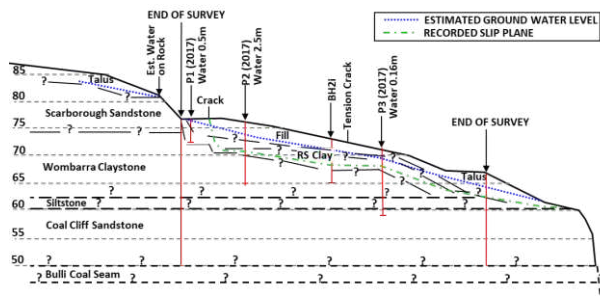 ESTIMATED GROUND WATER LEVEL
RECORDED SLIP PLANE
END OF SURVEY
Est. Water
on Rock
P1 (2017)
Water 0.5m
Crack
P2 (2017)
Water 2.5m
BH2i
Tension Crack
P3 (2017)
Water 0.16m
END OF SURVEY
85
Talus
?
?
?
80
Scarborough Sandstone
75
? ? ?
Fill
70
RS Clay
?
Wombarra Claystone
?
Talus
65
? ? ? ? ?
Siltstone ? ? ? ? ?
60
Coal Cliff Sandstone
55
50
? ? ? ? ? ? ? ?
Bulli Coal Seam
? ? ? ? ? ? ? ?